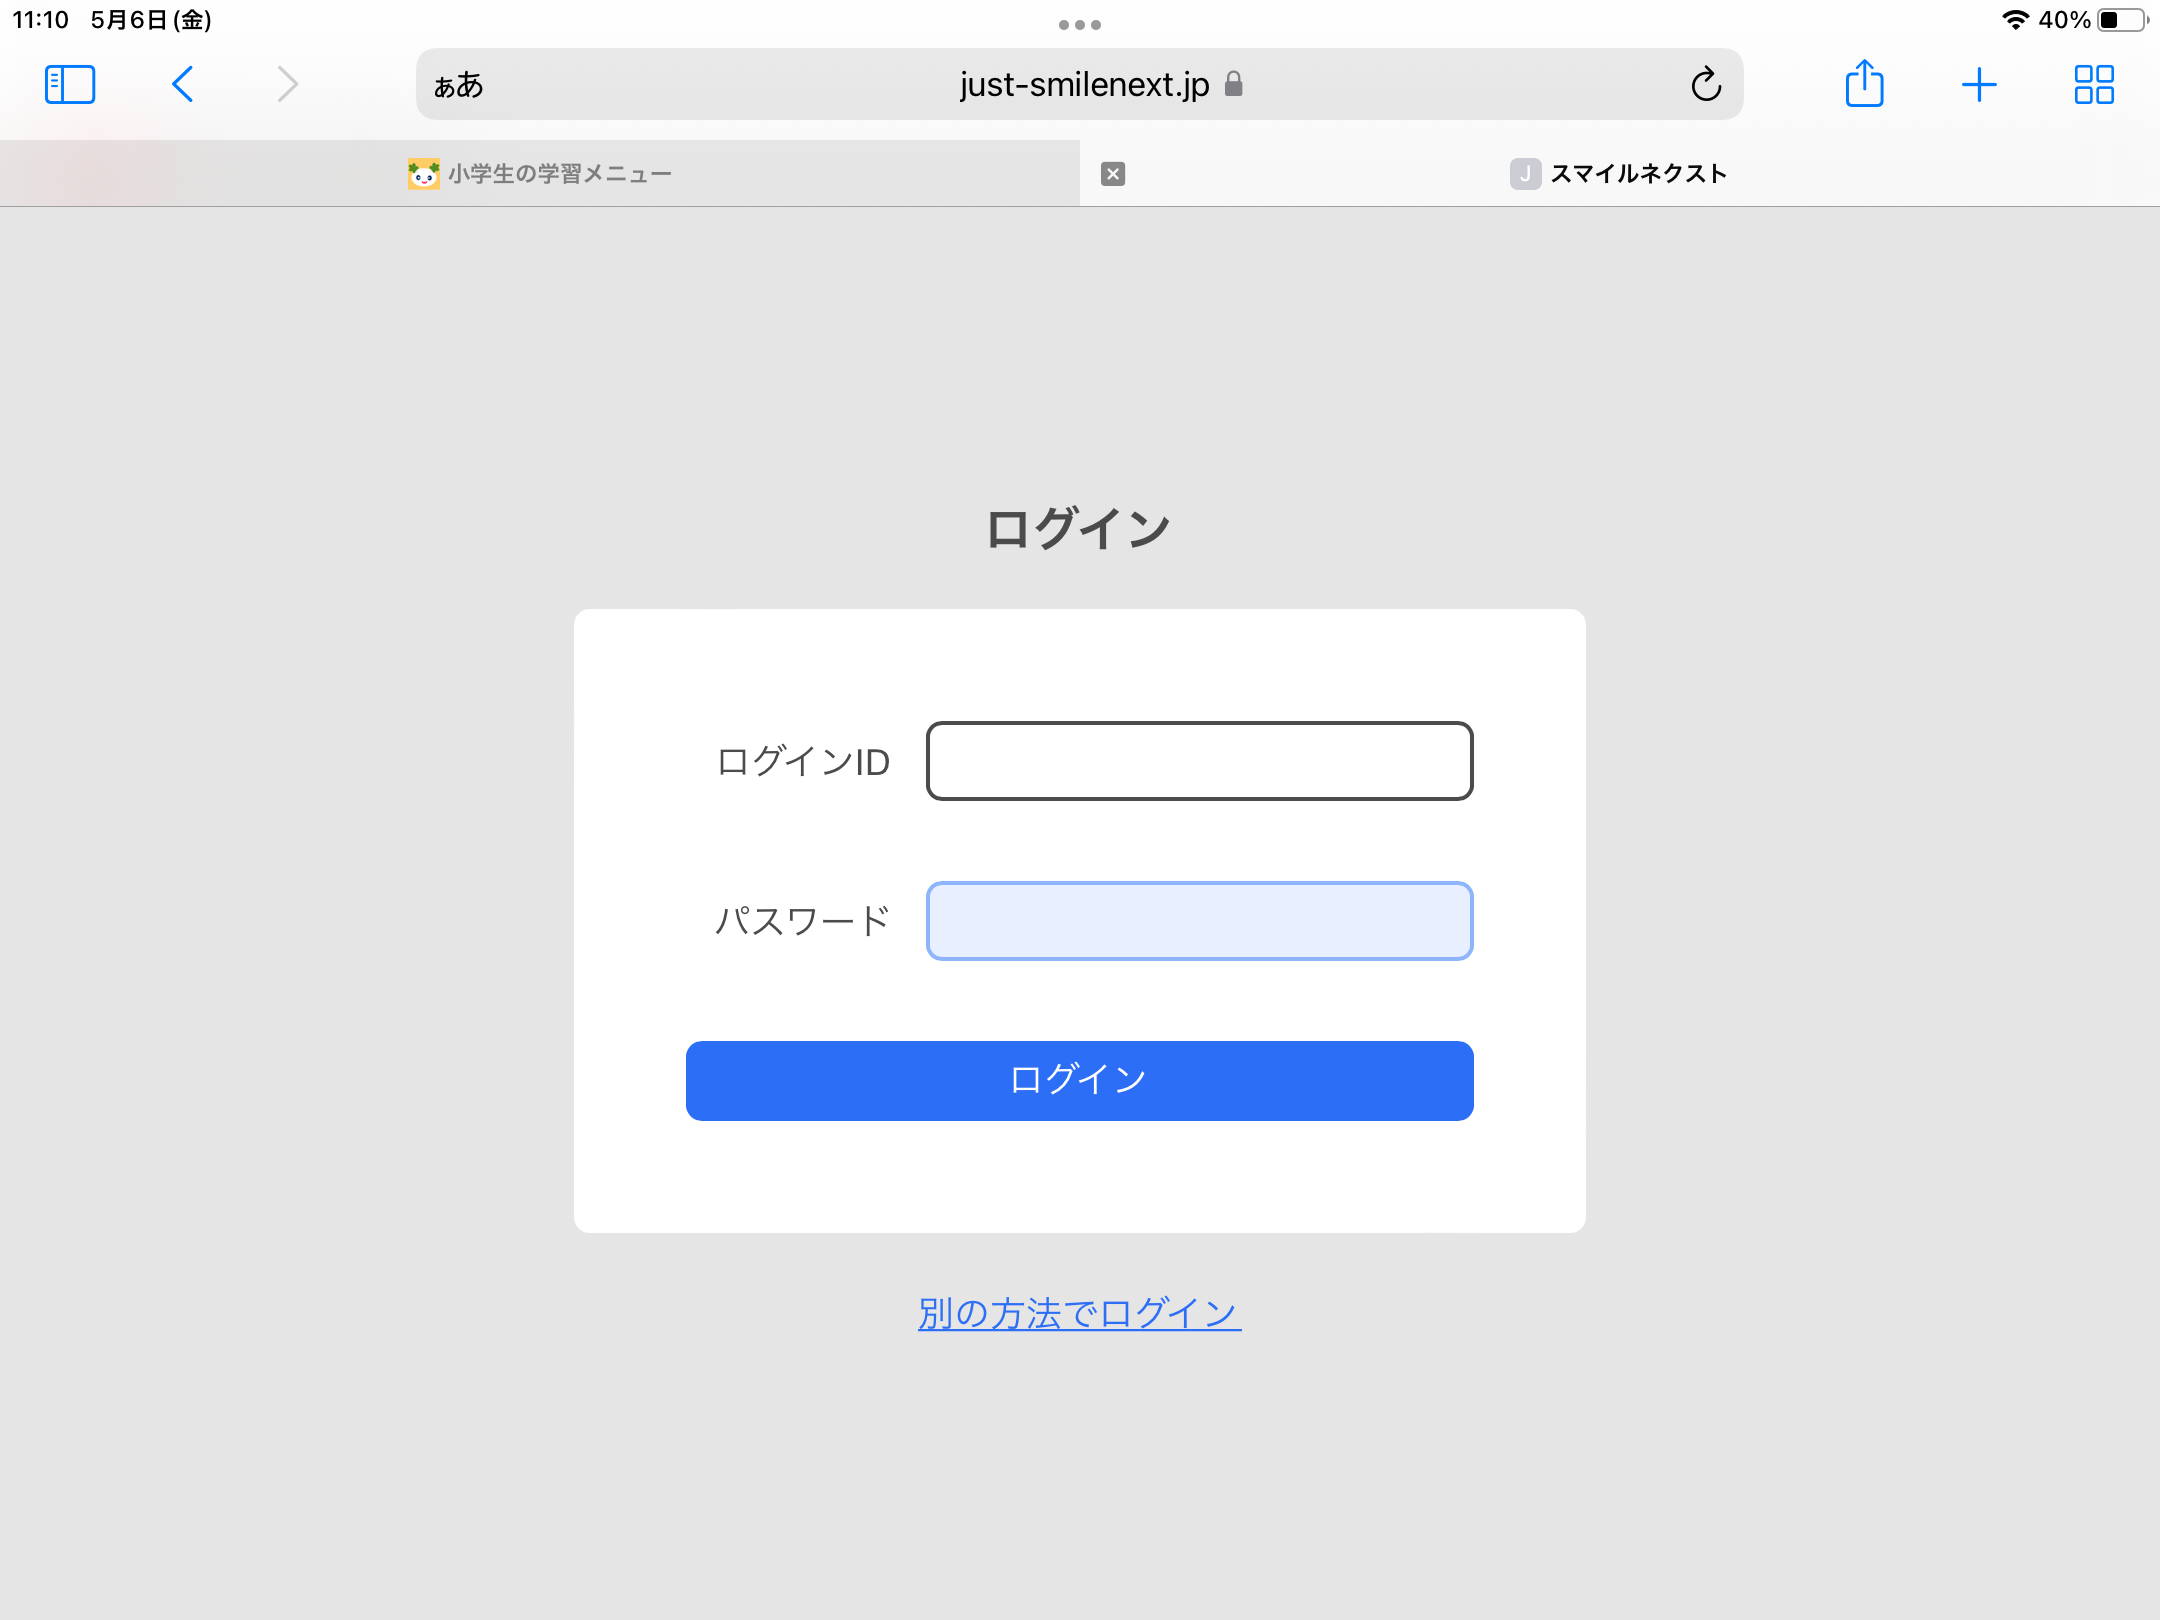 11:10 5月6日(金)
40%
ぁあ just-smilenext.jp
小学生の学習メニュー
J スマイルネクスト
ログイン
ログインID
パスワード
ログイン
別の方法でログイン